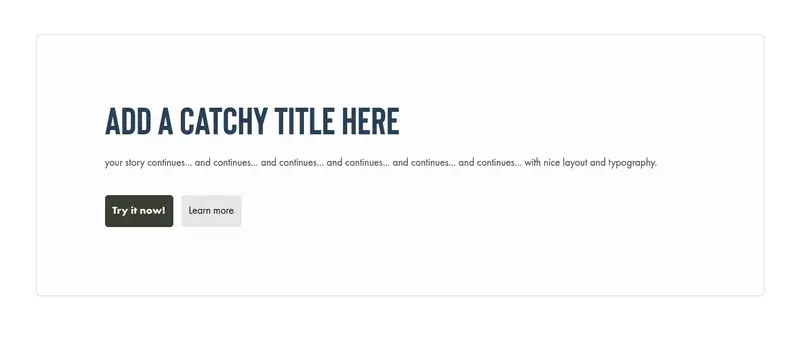 ADD A CATCHY TITLE HERE
your story continues... and continues... and continues... and continues... and continues... and continues... with nice layout and typography.
Try it now!
Learn more